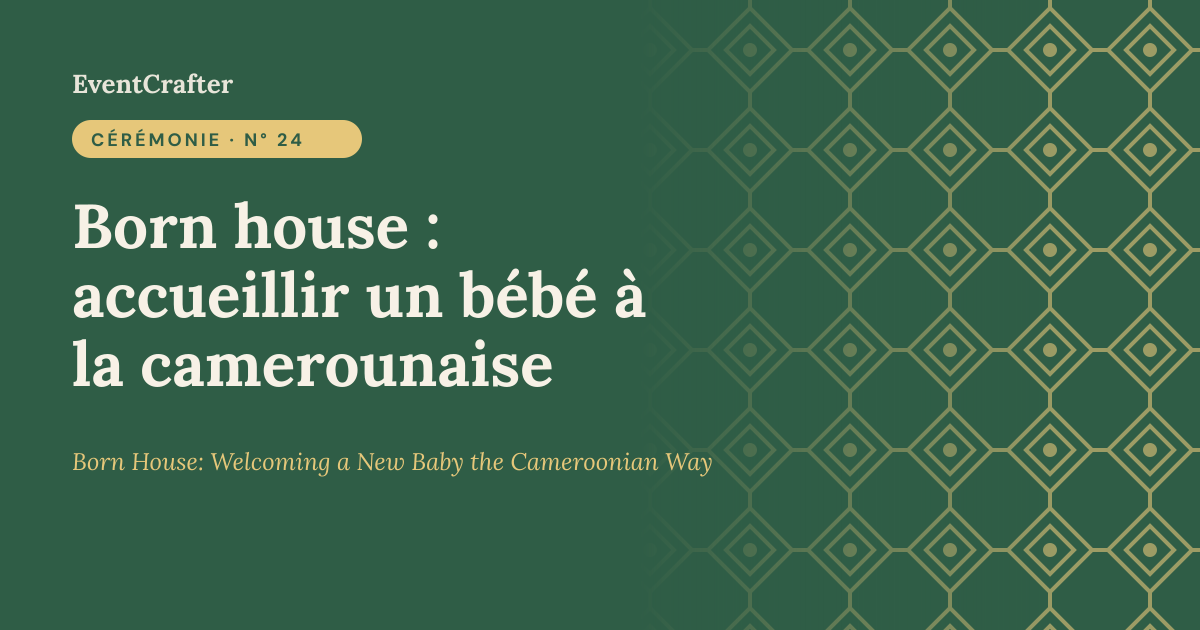 EventCrafter
CÉRÉMONIE · N° 24
Born house :
accueillir un bébé à
la camerounaise
Born House: Welcoming a New Baby the Cameroonian Way